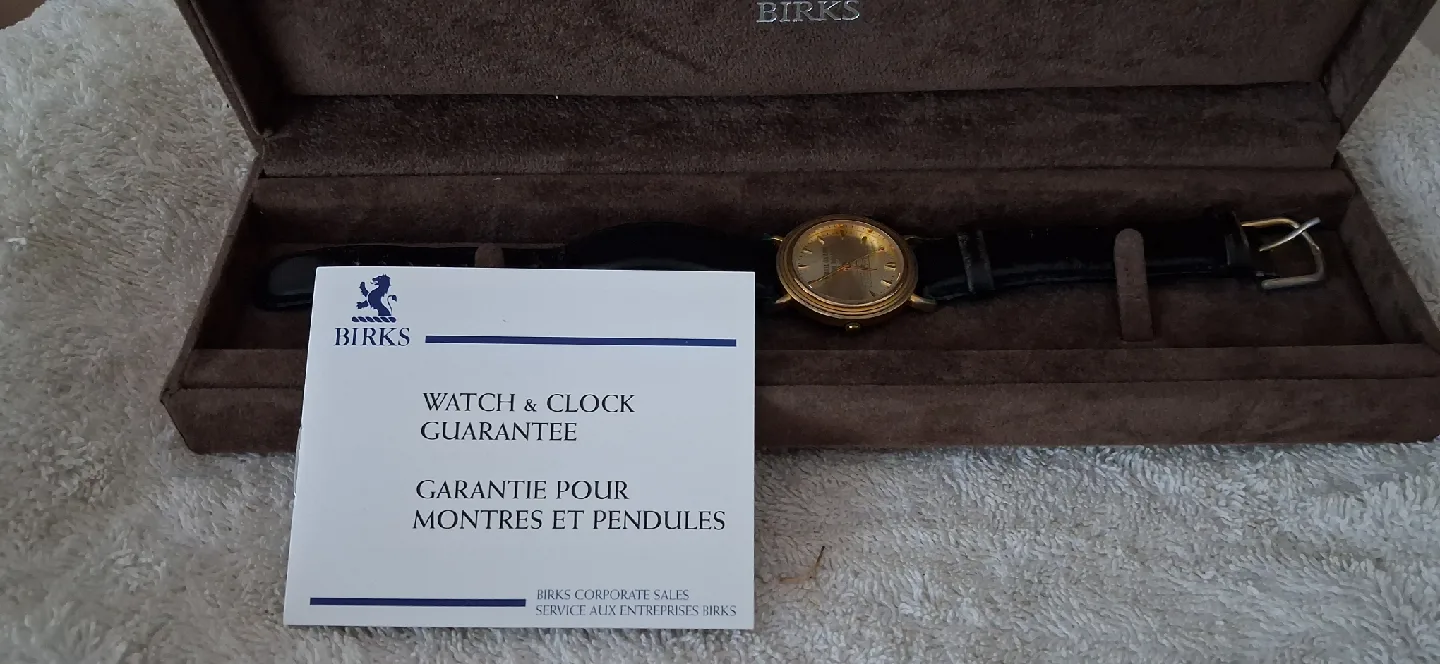 BIRKS
BIRKS
WATCH & CLOCK
GUARANTEE
GARANTIE POUR
MONTRES ET PENDULES
BIRKS CORPORATE SALES
SERVICE AUX ENTREPRISES BIRKS